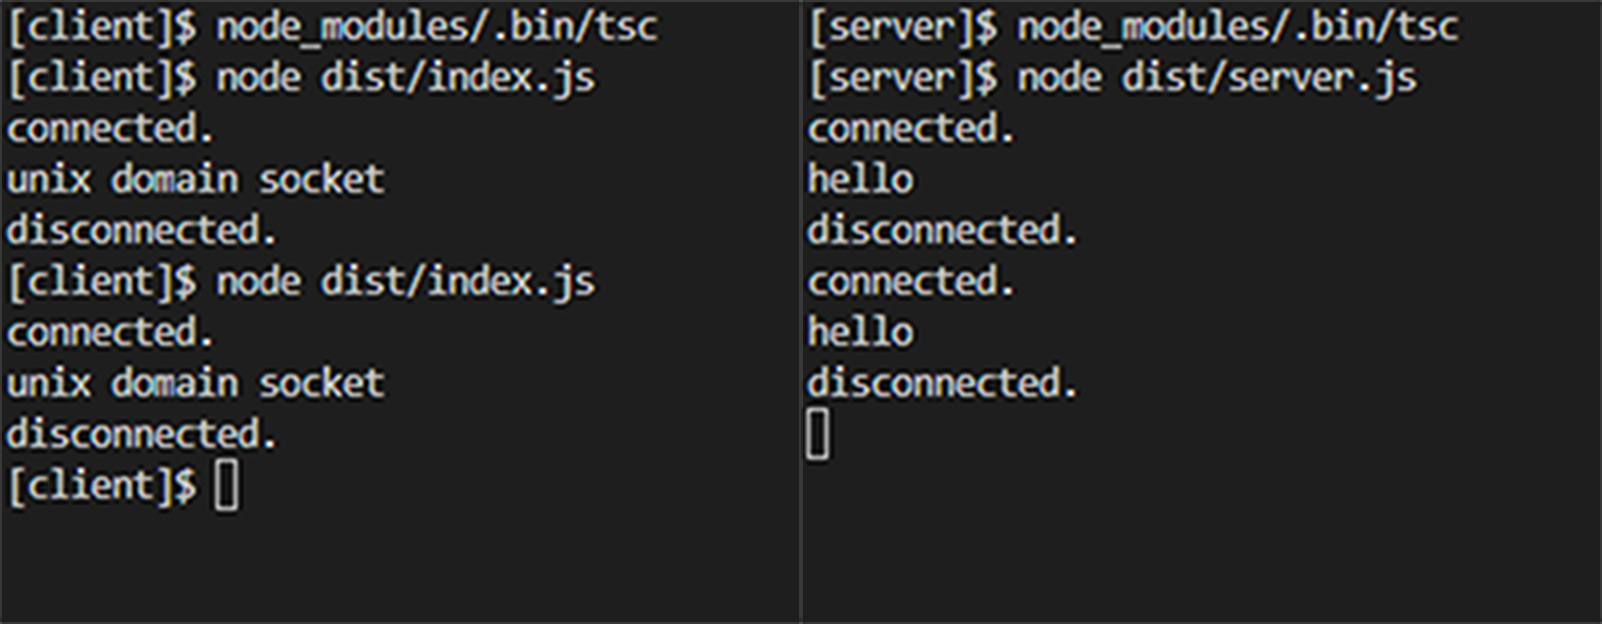 [client]$ node_modules/.bin/tsc
[client]$ node dist/index.js
connected.
unix domain socket
disconnected.
[client]$ node dist/index.js
connected.
unix domain socket
disconnected.
[client]$
[server]$ node_modules/.bin/tsc
[server]$ node dist/server.js
connected.
hello
disconnected.
connected.
hello
disconnected.